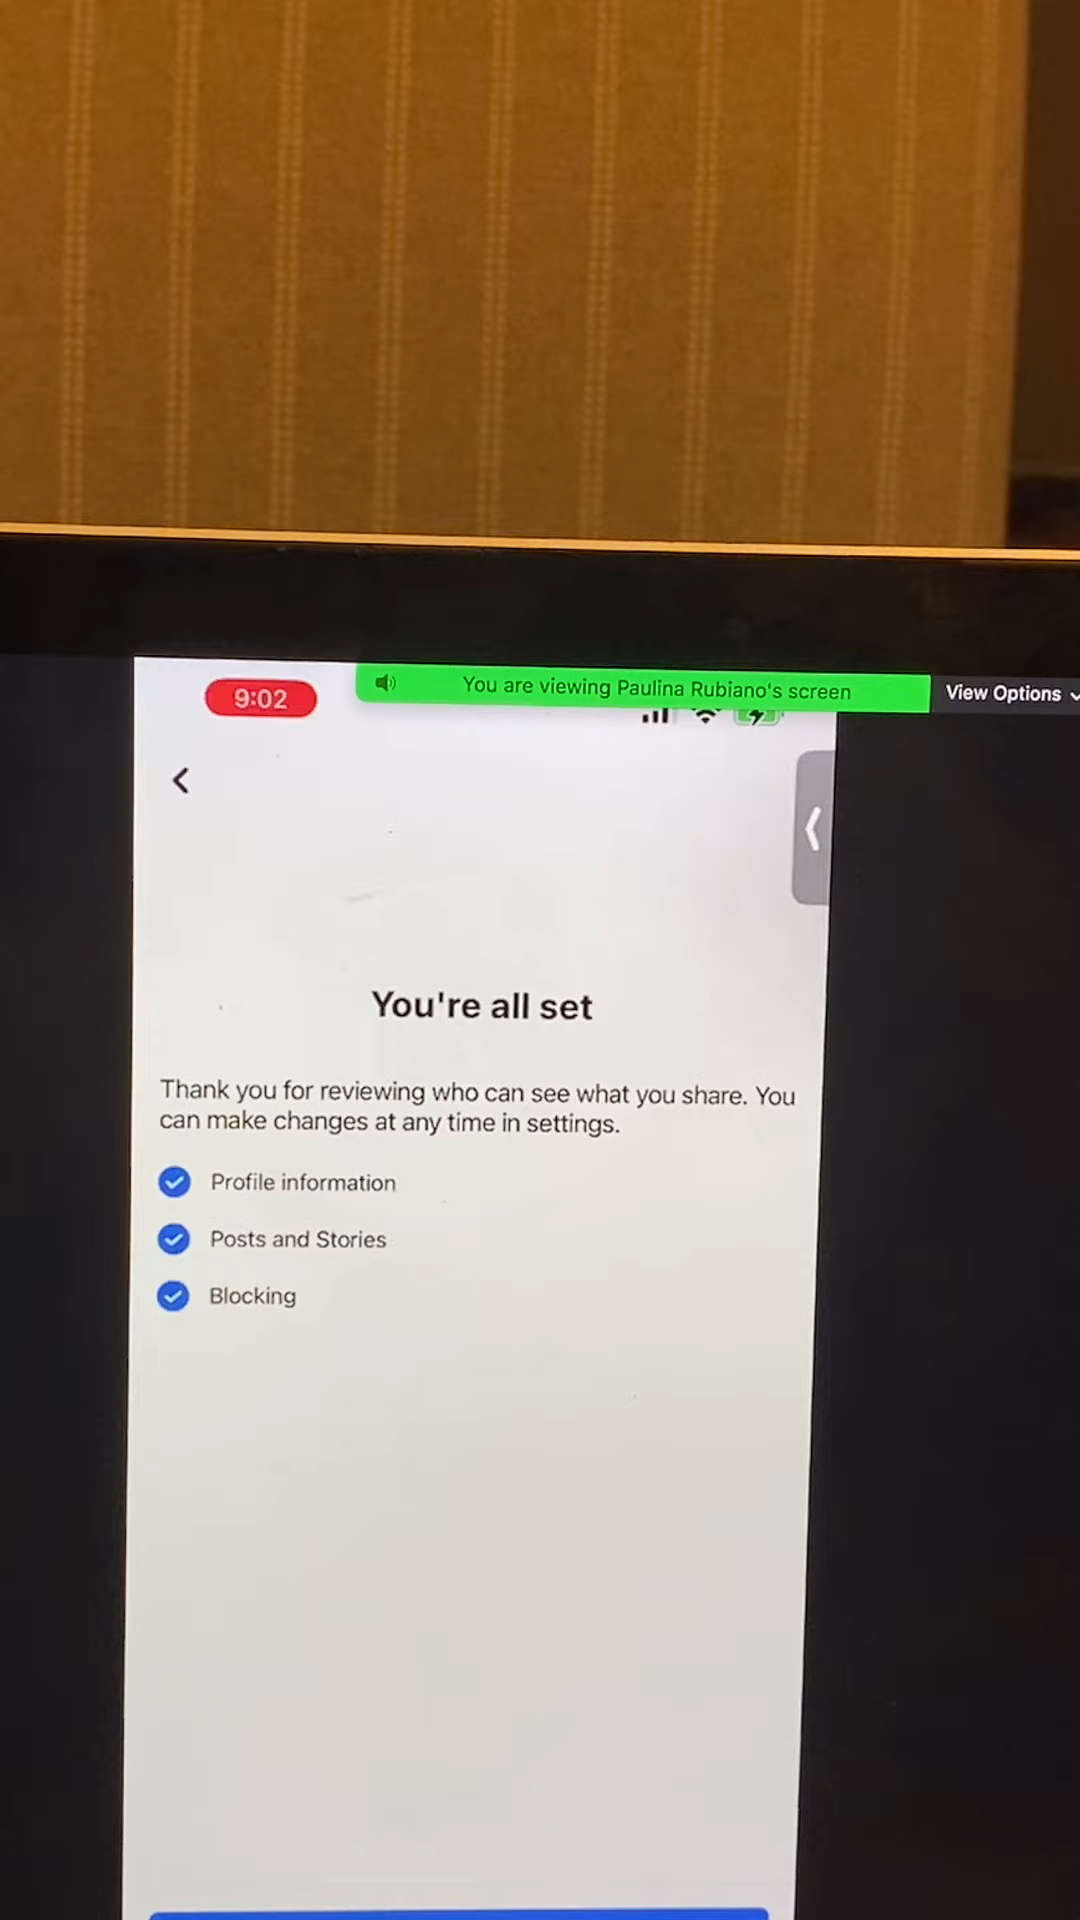 9:02
You are viewing Paulina Rubiano's screen
View Options
You're all set
Thank you for reviewing who can see what you share. You
can make changes at any time in settings.
Profile information
Posts and Stories
Blocking